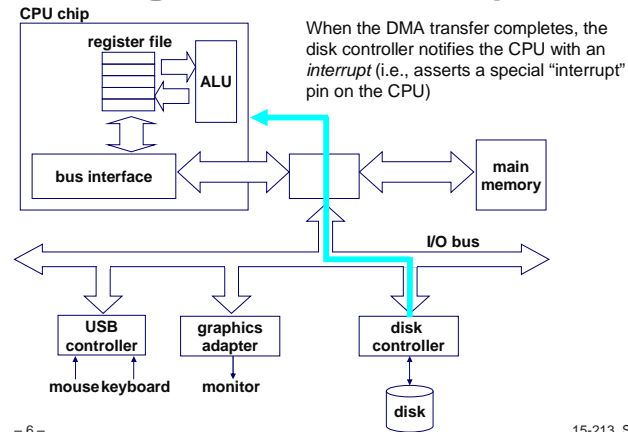 CPU chip
register file
ALU
When the DMA transfer completes, the
disk controller notifies the CPU with an
interrupt (i.e., asserts a special “interrupt”
pin on the CPU)
bus interface
main
memory
I/O bus
USB
controller
graphics
adapter
disk
controller
mouse keyboard
monitor
disk
– 6 –
15-213, S